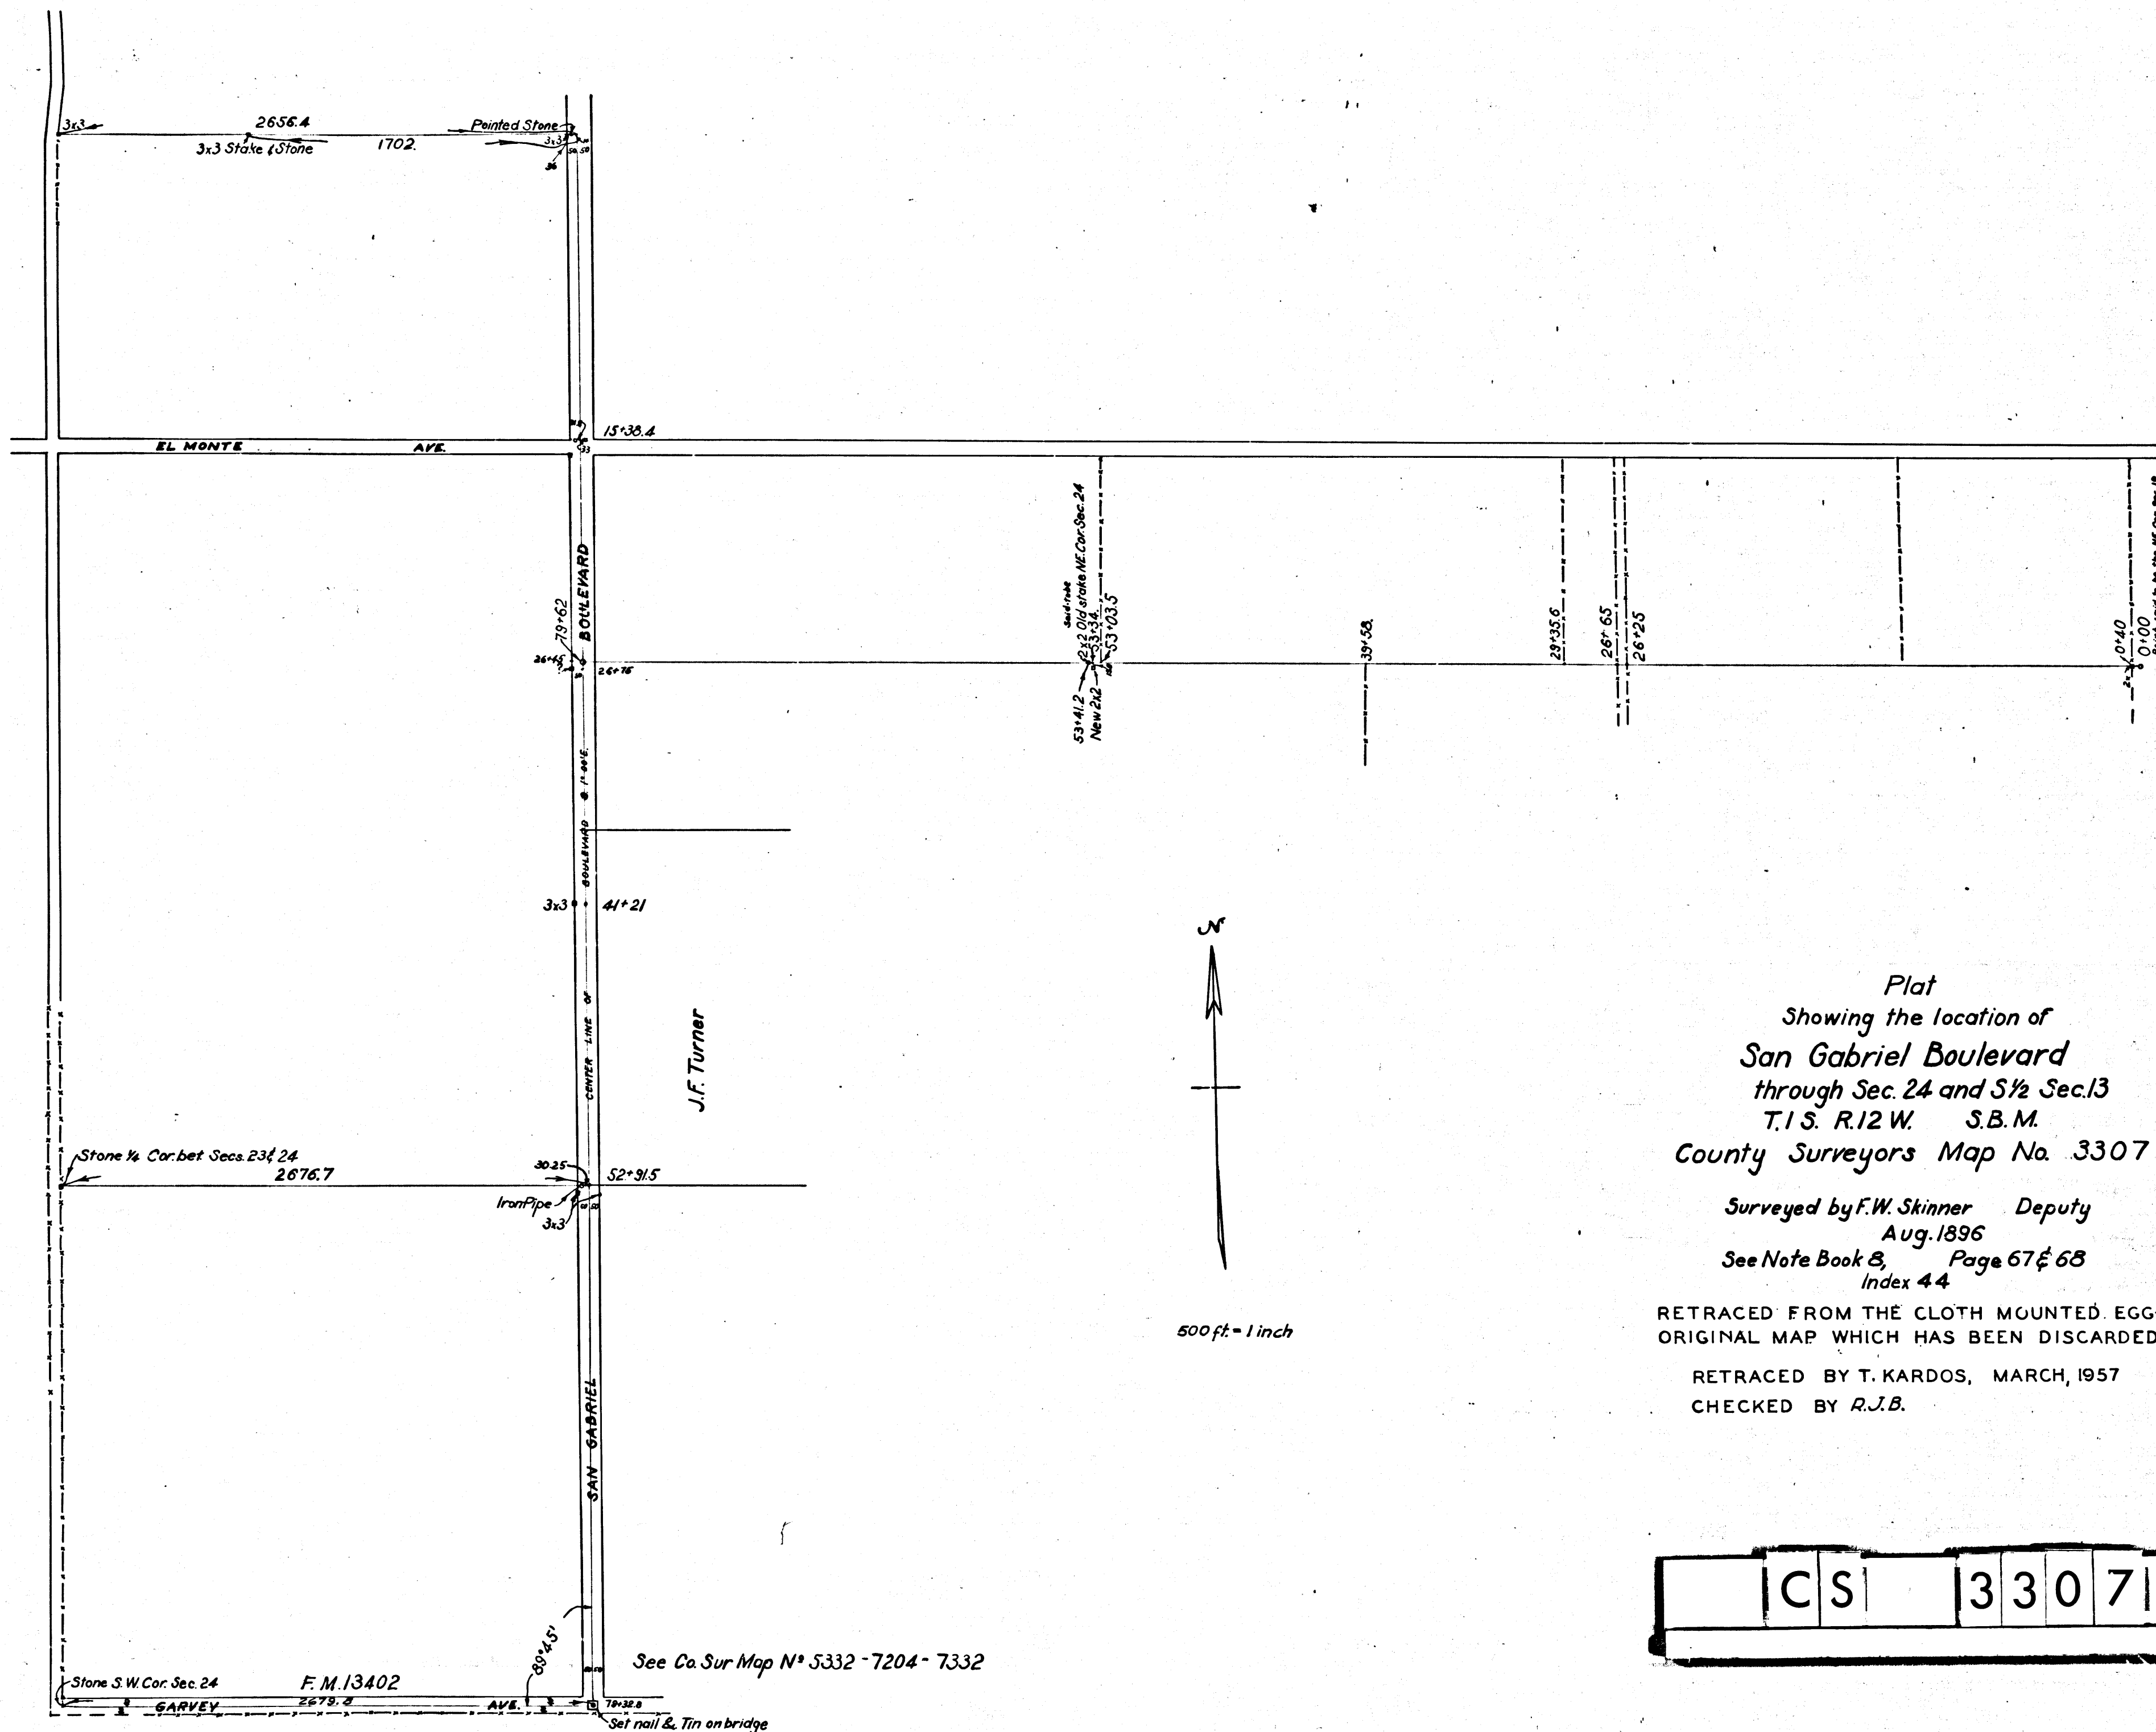 3x3
2656.4
Pointed Stone
3x3 Stake & Stone
1702.
3x3
50 50
36
15+38.4
EL MONTE AVE.
33
BOULEVARD
79+62
26+45
26+76
2x2 Old stake NE.Cor.Sec.24
53+34.
53+03.5
53+41.2
New 2x2
39+58.
29+35.6
26+65
26+25
0+40
0+00
3x3
41+21
CENTER LINE OF BOULEVARD
J.F. Turner
N
500 ft. = 1 inch
Stone ¼ Cor. bet Secs. 23 & 24
2676.7
30.25
52+91.5
Iron Pipe
3x3
SAN GABRIEL
89°45'
See Co. Sur Map Nº 5332 - 7204 - 7332
Stone S.W. Cor. Sec. 24
F.M. 13402
2679.8
GARVEY AVE.
79+32.8
Set nail & Tin on bridge
Plat
Showing the location of
San Gabriel Boulevard
through Sec. 24 and S½ Sec.13
T.1 S. R.12 W. S.B.M.
County Surveyors Map No. 3307
Surveyed by F.W. Skinner Deputy
Aug. 1896
See Note Book 8, Page 67 & 68
Index 44
RETRACED FROM THE CLOTH MOUNTED EGG
ORIGINAL MAP WHICH HAS BEEN DISCARDED
RETRACED BY T. KARDOS, MARCH, 1957
CHECKED BY R.J.B.
CS 3307